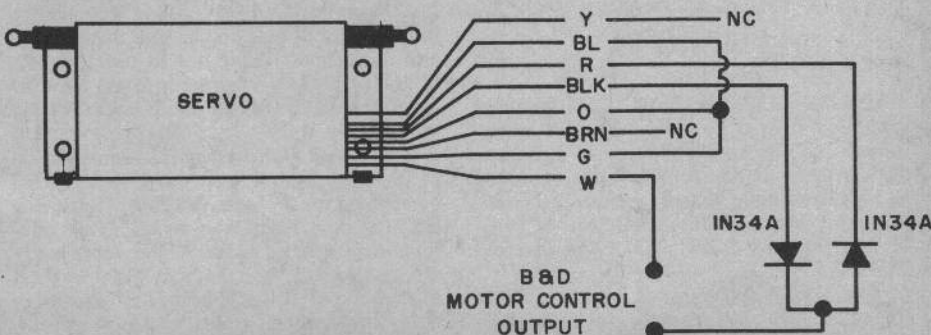 Y NC
BL
R
SERVO
BLK
O
BRN NC
G
W
IN34A IN34A
B&D
MOTOR CONTROL
OUTPUT